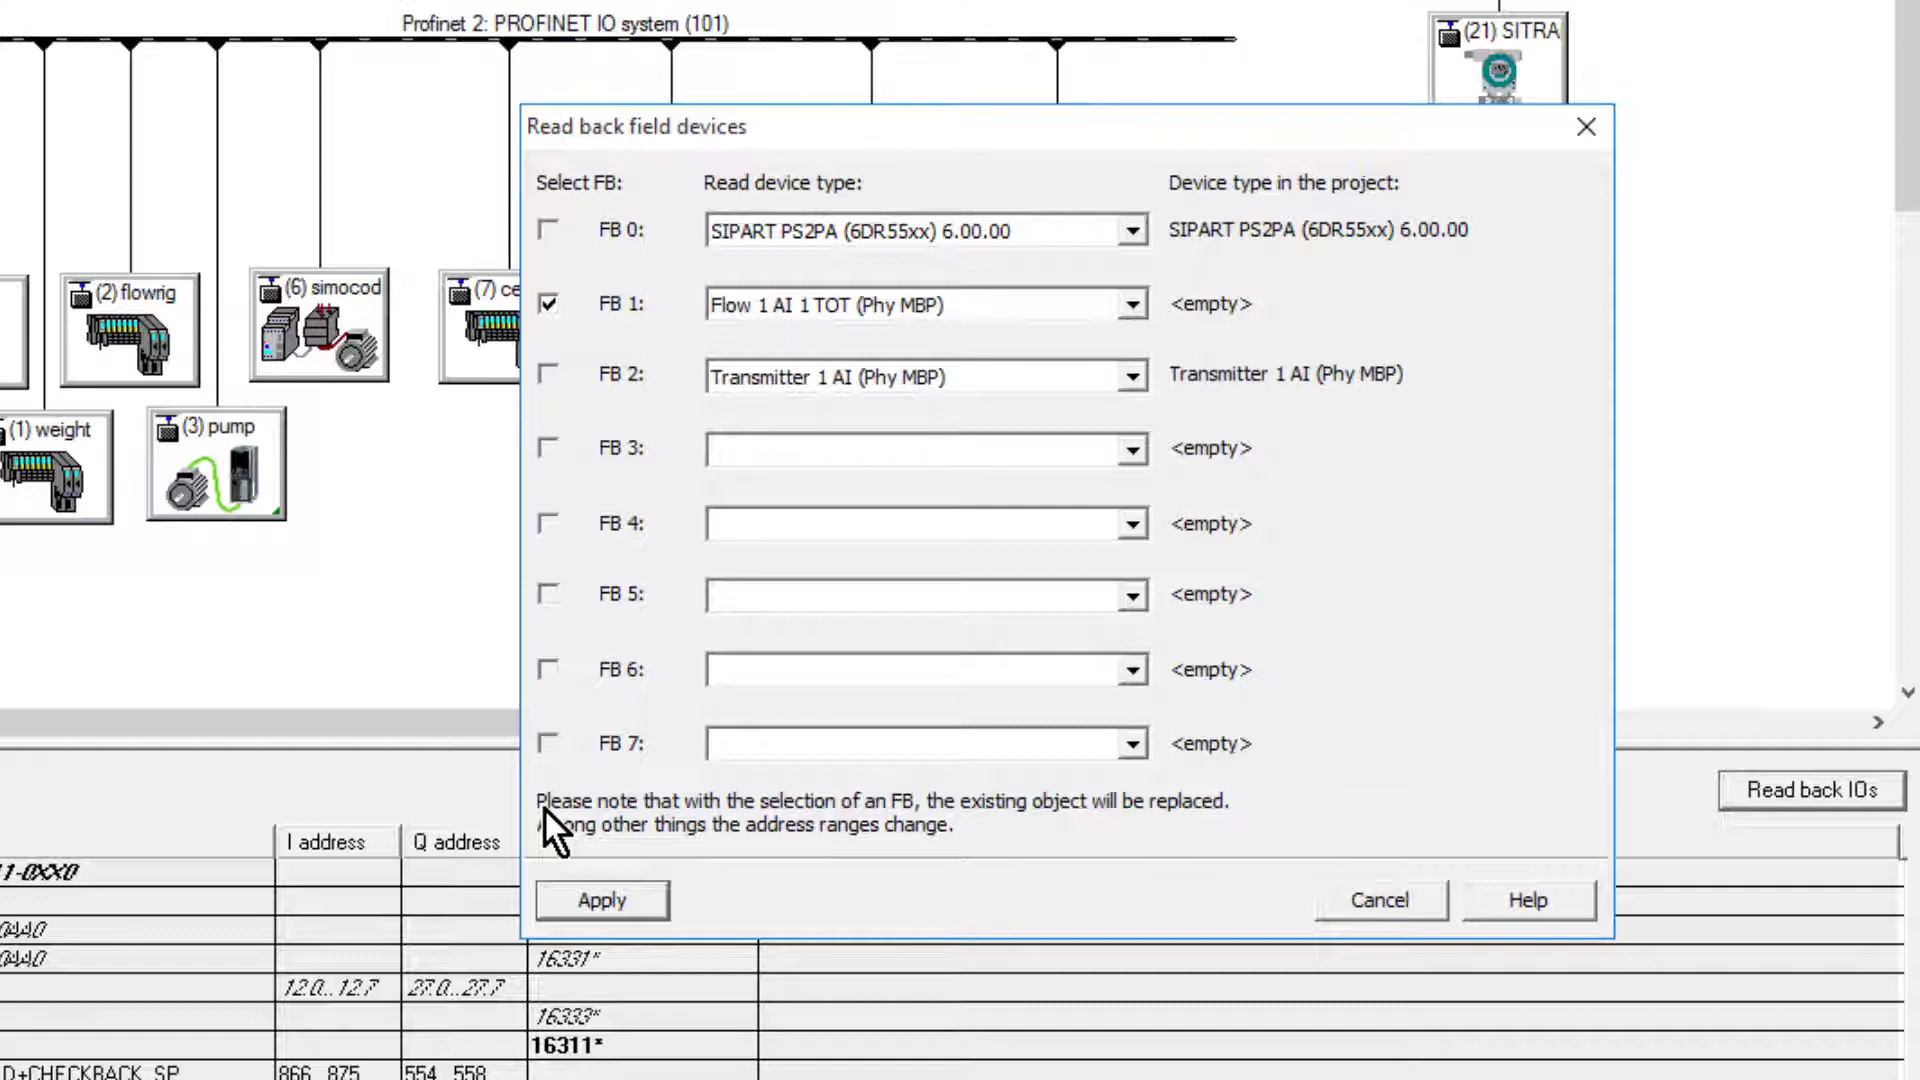 Profinet 2: PROFINET IO system (101)
(21) SITRA
Read back field devices
Select FB:
Read device type:
Device type in the project:
FB 0:
SIPART PS2PA (6DR55xx) 6.00.00
SIPART PS2PA (6DR55xx) 6.00.00
(2) flowrig
(6) simocod
(7) ce
FB 1:
Flow 1 AI 1 TOT (Phy MBP)
<empty>
FB 2:
Transmitter 1 AI (Phy MBP)
Transmitter 1 AI (Phy MBP)
(1) weight
(3) pump
FB 3:
<empty>
FB 4:
<empty>
FB 5:
<empty>
FB 6:
<empty>
FB 7:
<empty>
Please note that with the selection of an FB, the existing object will be replaced.
other things the address ranges change.
Read back IOs
Apply
Cancel
Help
I address
Q address
1-0XX0
0AA0
0AA0
16331*
12.0...12.7
27.0...27.7
16333*
16311*
D+CHECKBACK_SP
866...875
554...558